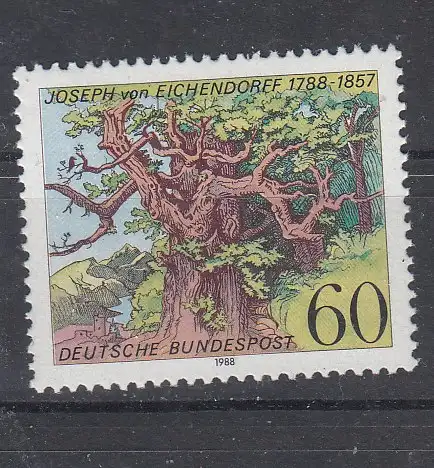 JOSEPH von EICHENDORFF 1788-1857
60
DEUTSCHE BUNDESPOST
1988